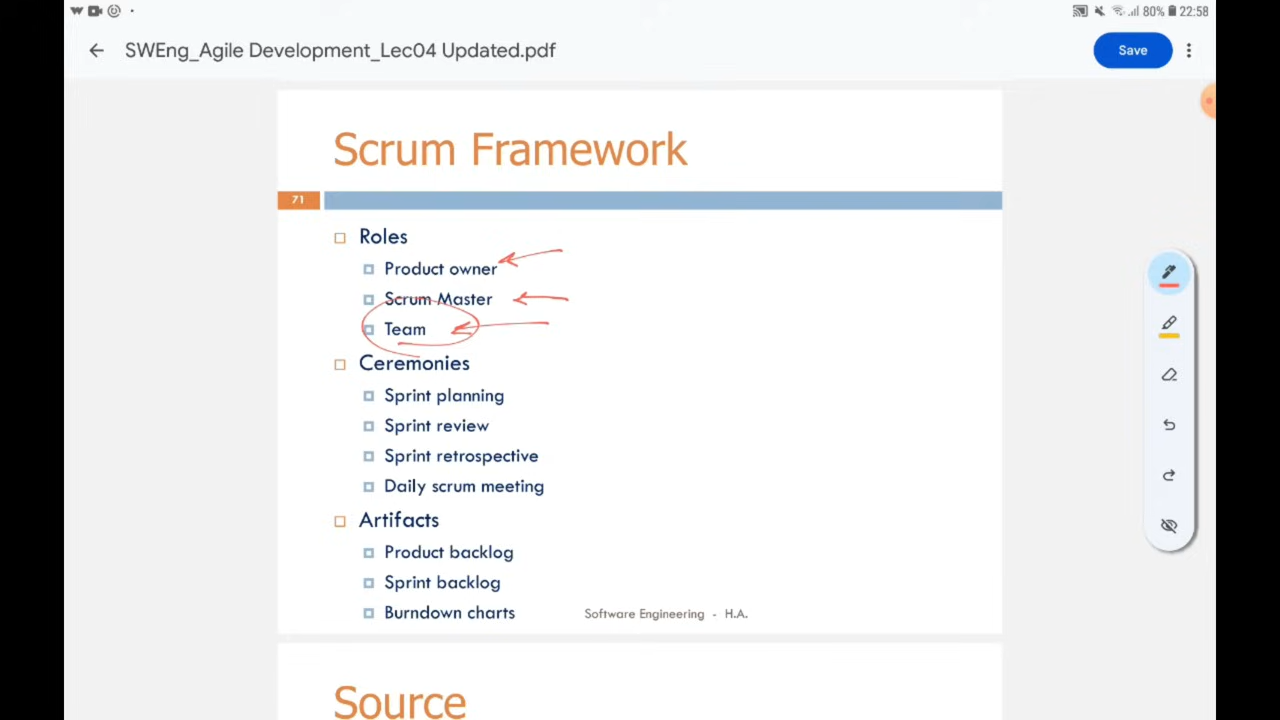 80% 22:58
SWEng_Agile Development_Lec04 Updated.pdf
Save
Scrum Framework
71
Roles
Product owner
Scrum Master
Team
Ceremonies
Sprint planning
Sprint review
Sprint retrospective
Daily scrum meeting
Artifacts
Product backlog
Sprint backlog
Burndown charts
Software Engineering - H.A.
Source